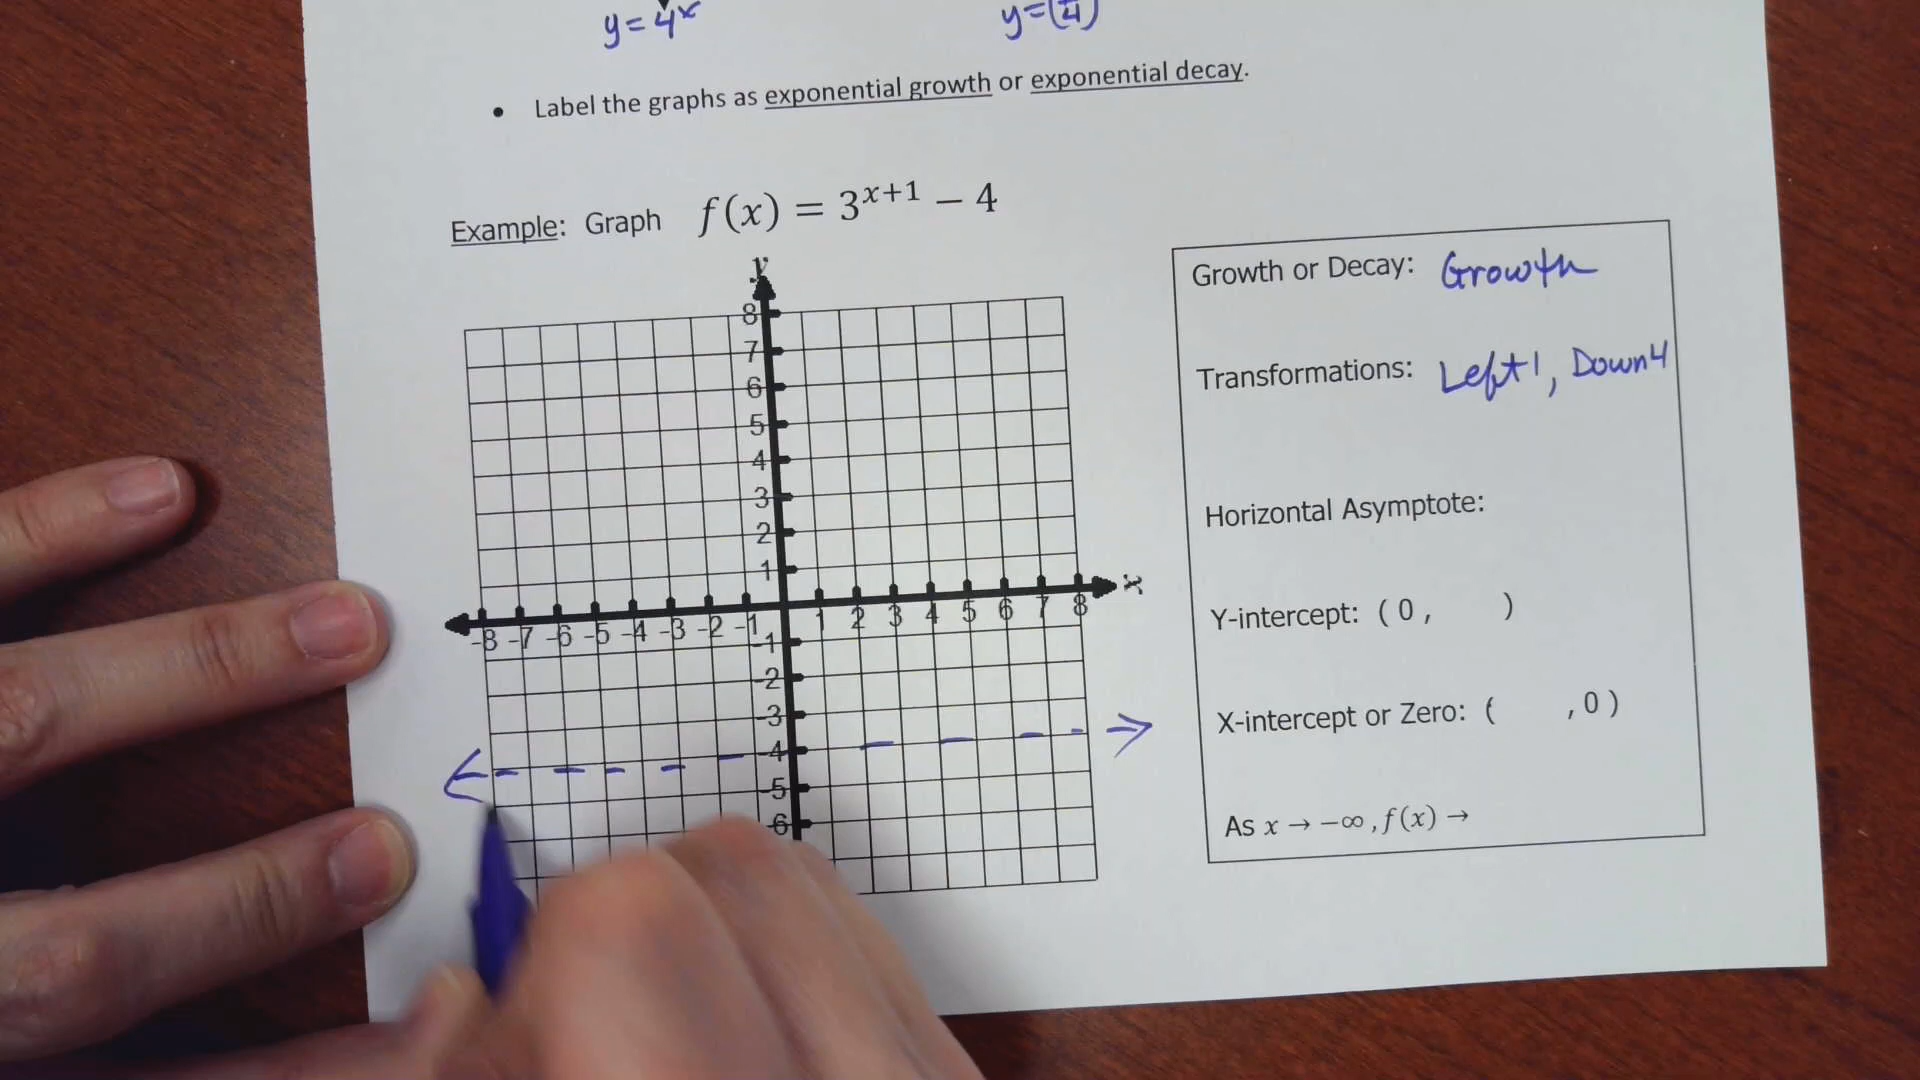 y = 4ˣ y = (1/4)
• Label the graphs as exponential growth or exponential decay.
Example: Graph f(x) = 3ˣ⁺¹ − 4
y
8
7
6
5
4
3
2
1
x
-8 -7 -6 -5 -4 -3 -2 -1 1 2 3 4 5 6 7 8
-1
-2
-3
-4
-5
-6
Growth or Decay: Growth
Transformations: Left 1, Down 4
Horizontal Asymptote:
Y-intercept: ( 0 , )
X-intercept or Zero: ( , 0 )
As x → −∞ , f(x) →